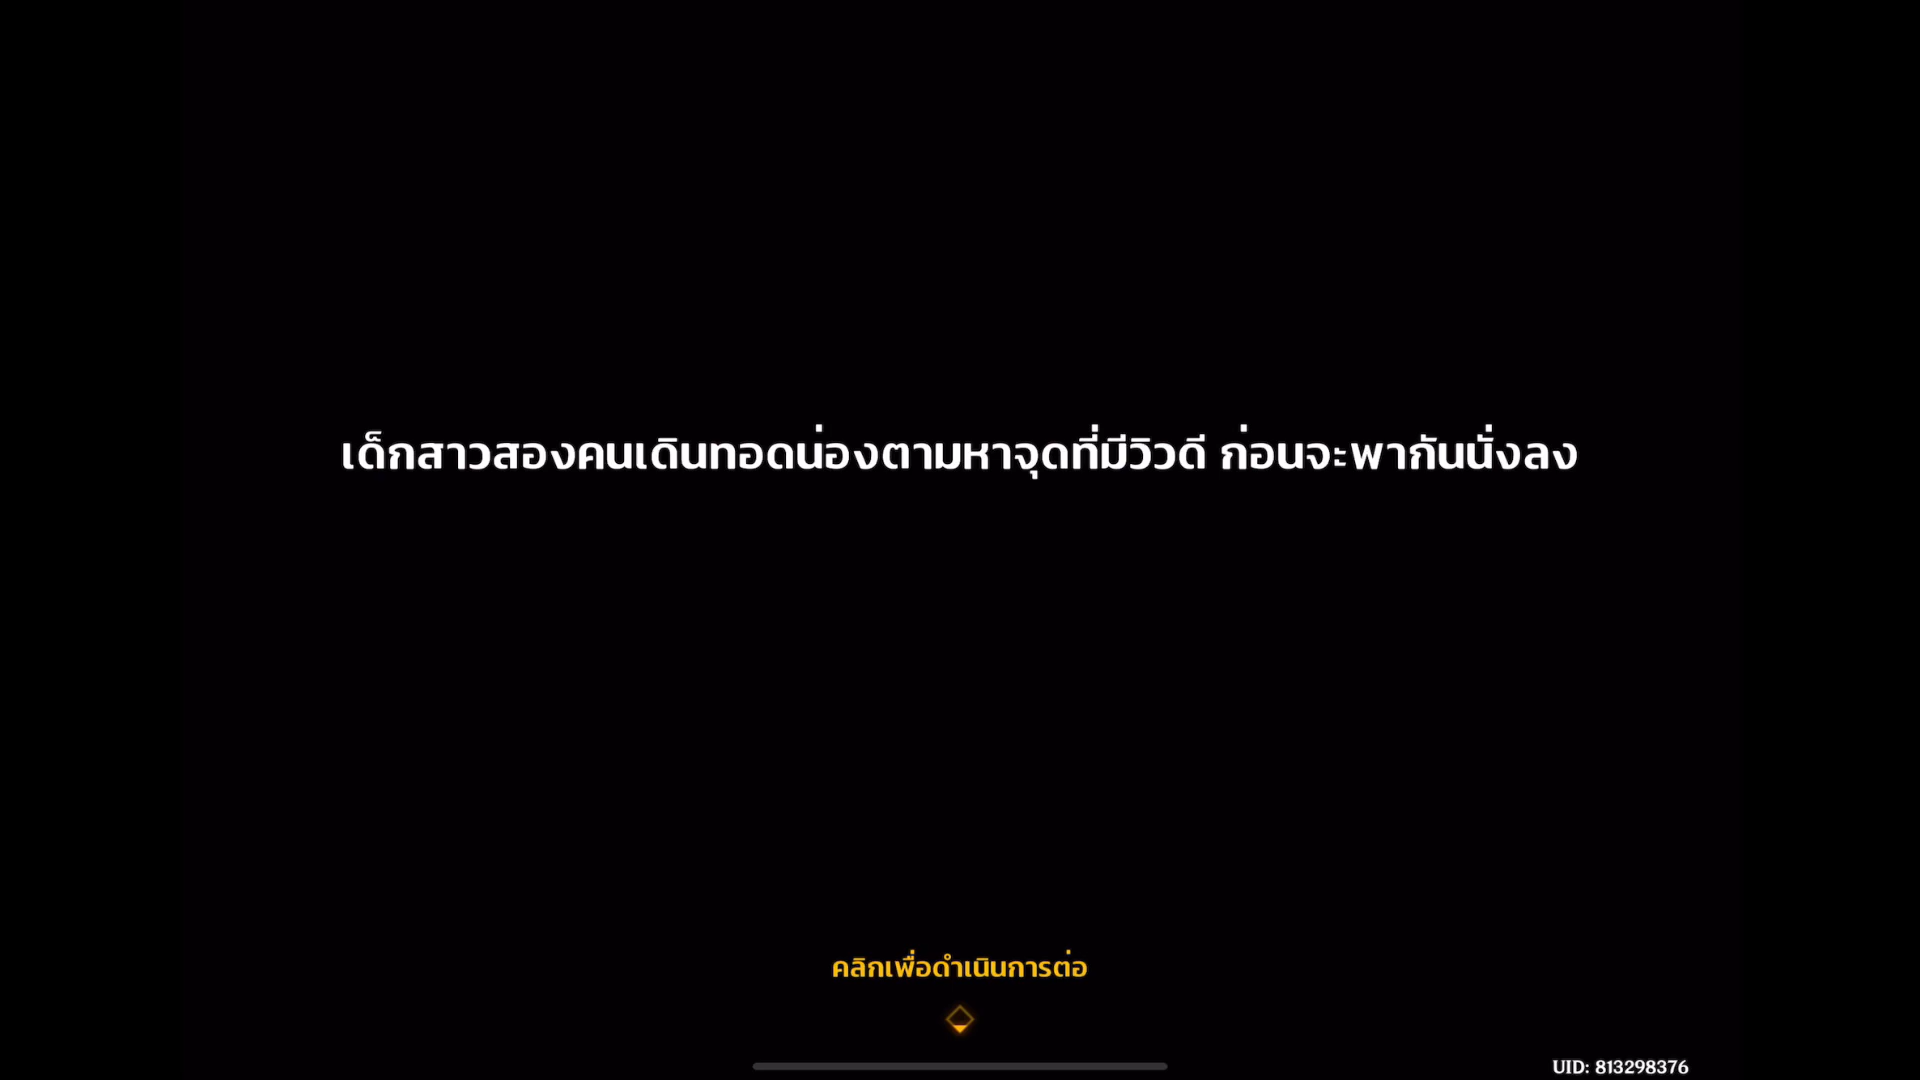 เด็กสาวสองคนเดินทอดน่องตามหาจุดที่มีวิวดี ก่อนจะพากันนั่งลง
คลิกเพื่อดำเนินการต่อ
UID: 813298376